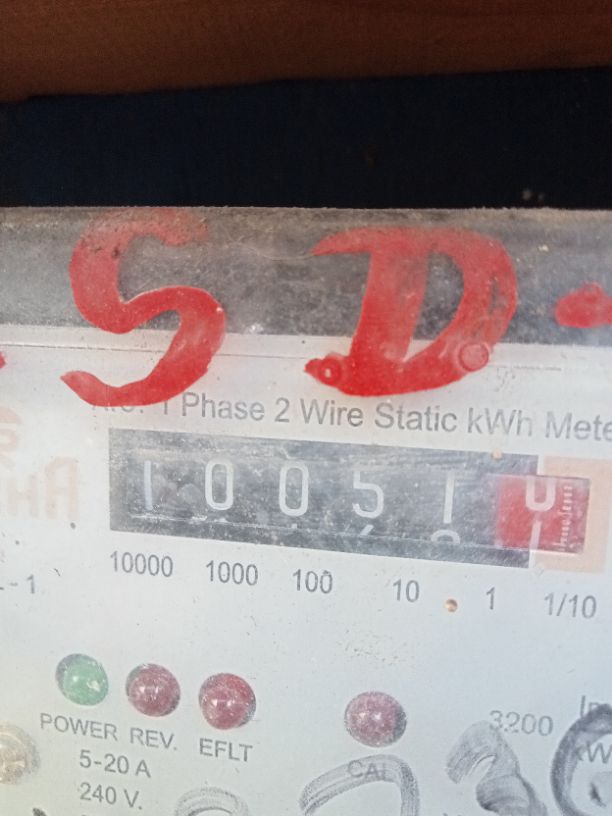 SD
1 Phase 2 Wire Static kWh Mete
10051
10000 1000 100 10 1 1/10
POWER REV. EFLT
3200
5-20 A
CAL
240 V.